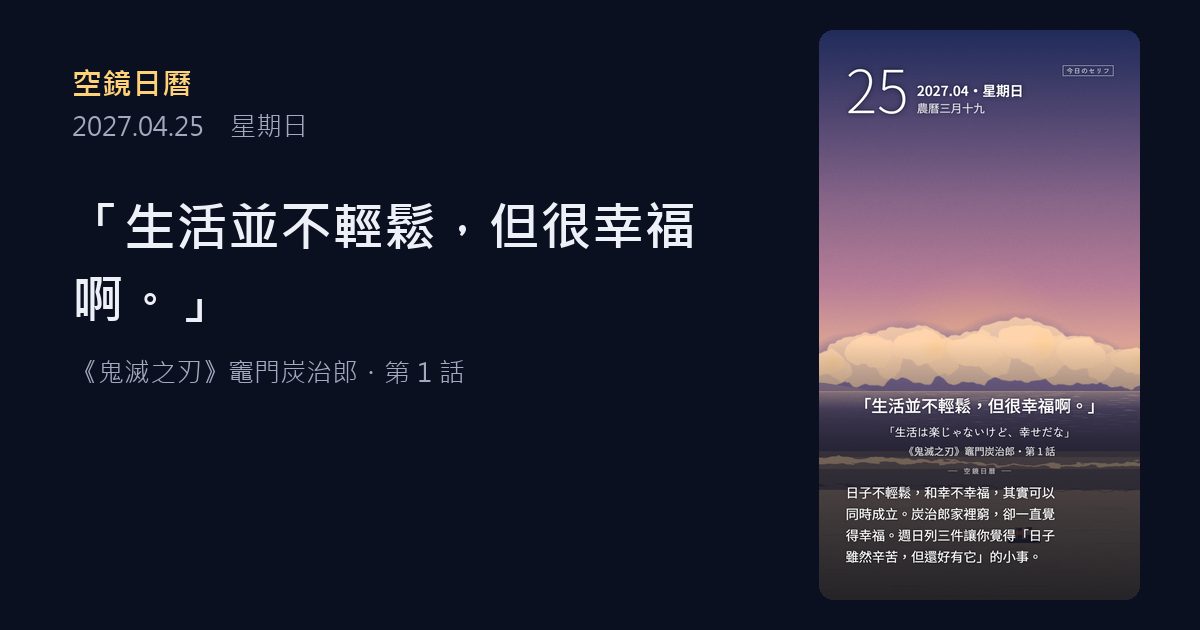 空鏡日曆
2027.04.25 星期日
「生活並不輕鬆，但很幸福
啊。」
《鬼滅之刃》竈門炭治郎・第 1 話
今日のセリフ
25
2027.04・星期日
農曆三月十九
「生活並不輕鬆，但很幸福啊。」
「生活は楽じゃないけど、幸せだな」
《鬼滅之刃》竈門炭治郎・第 1 話
— 空鏡日曆 —
日子不輕鬆，和幸不幸福，其實可以
同時成立。炭治郎家裡窮，卻一直覺
得幸福。週日列三件讓你覺得「日子
雖然辛苦，但還好有它」的小事。